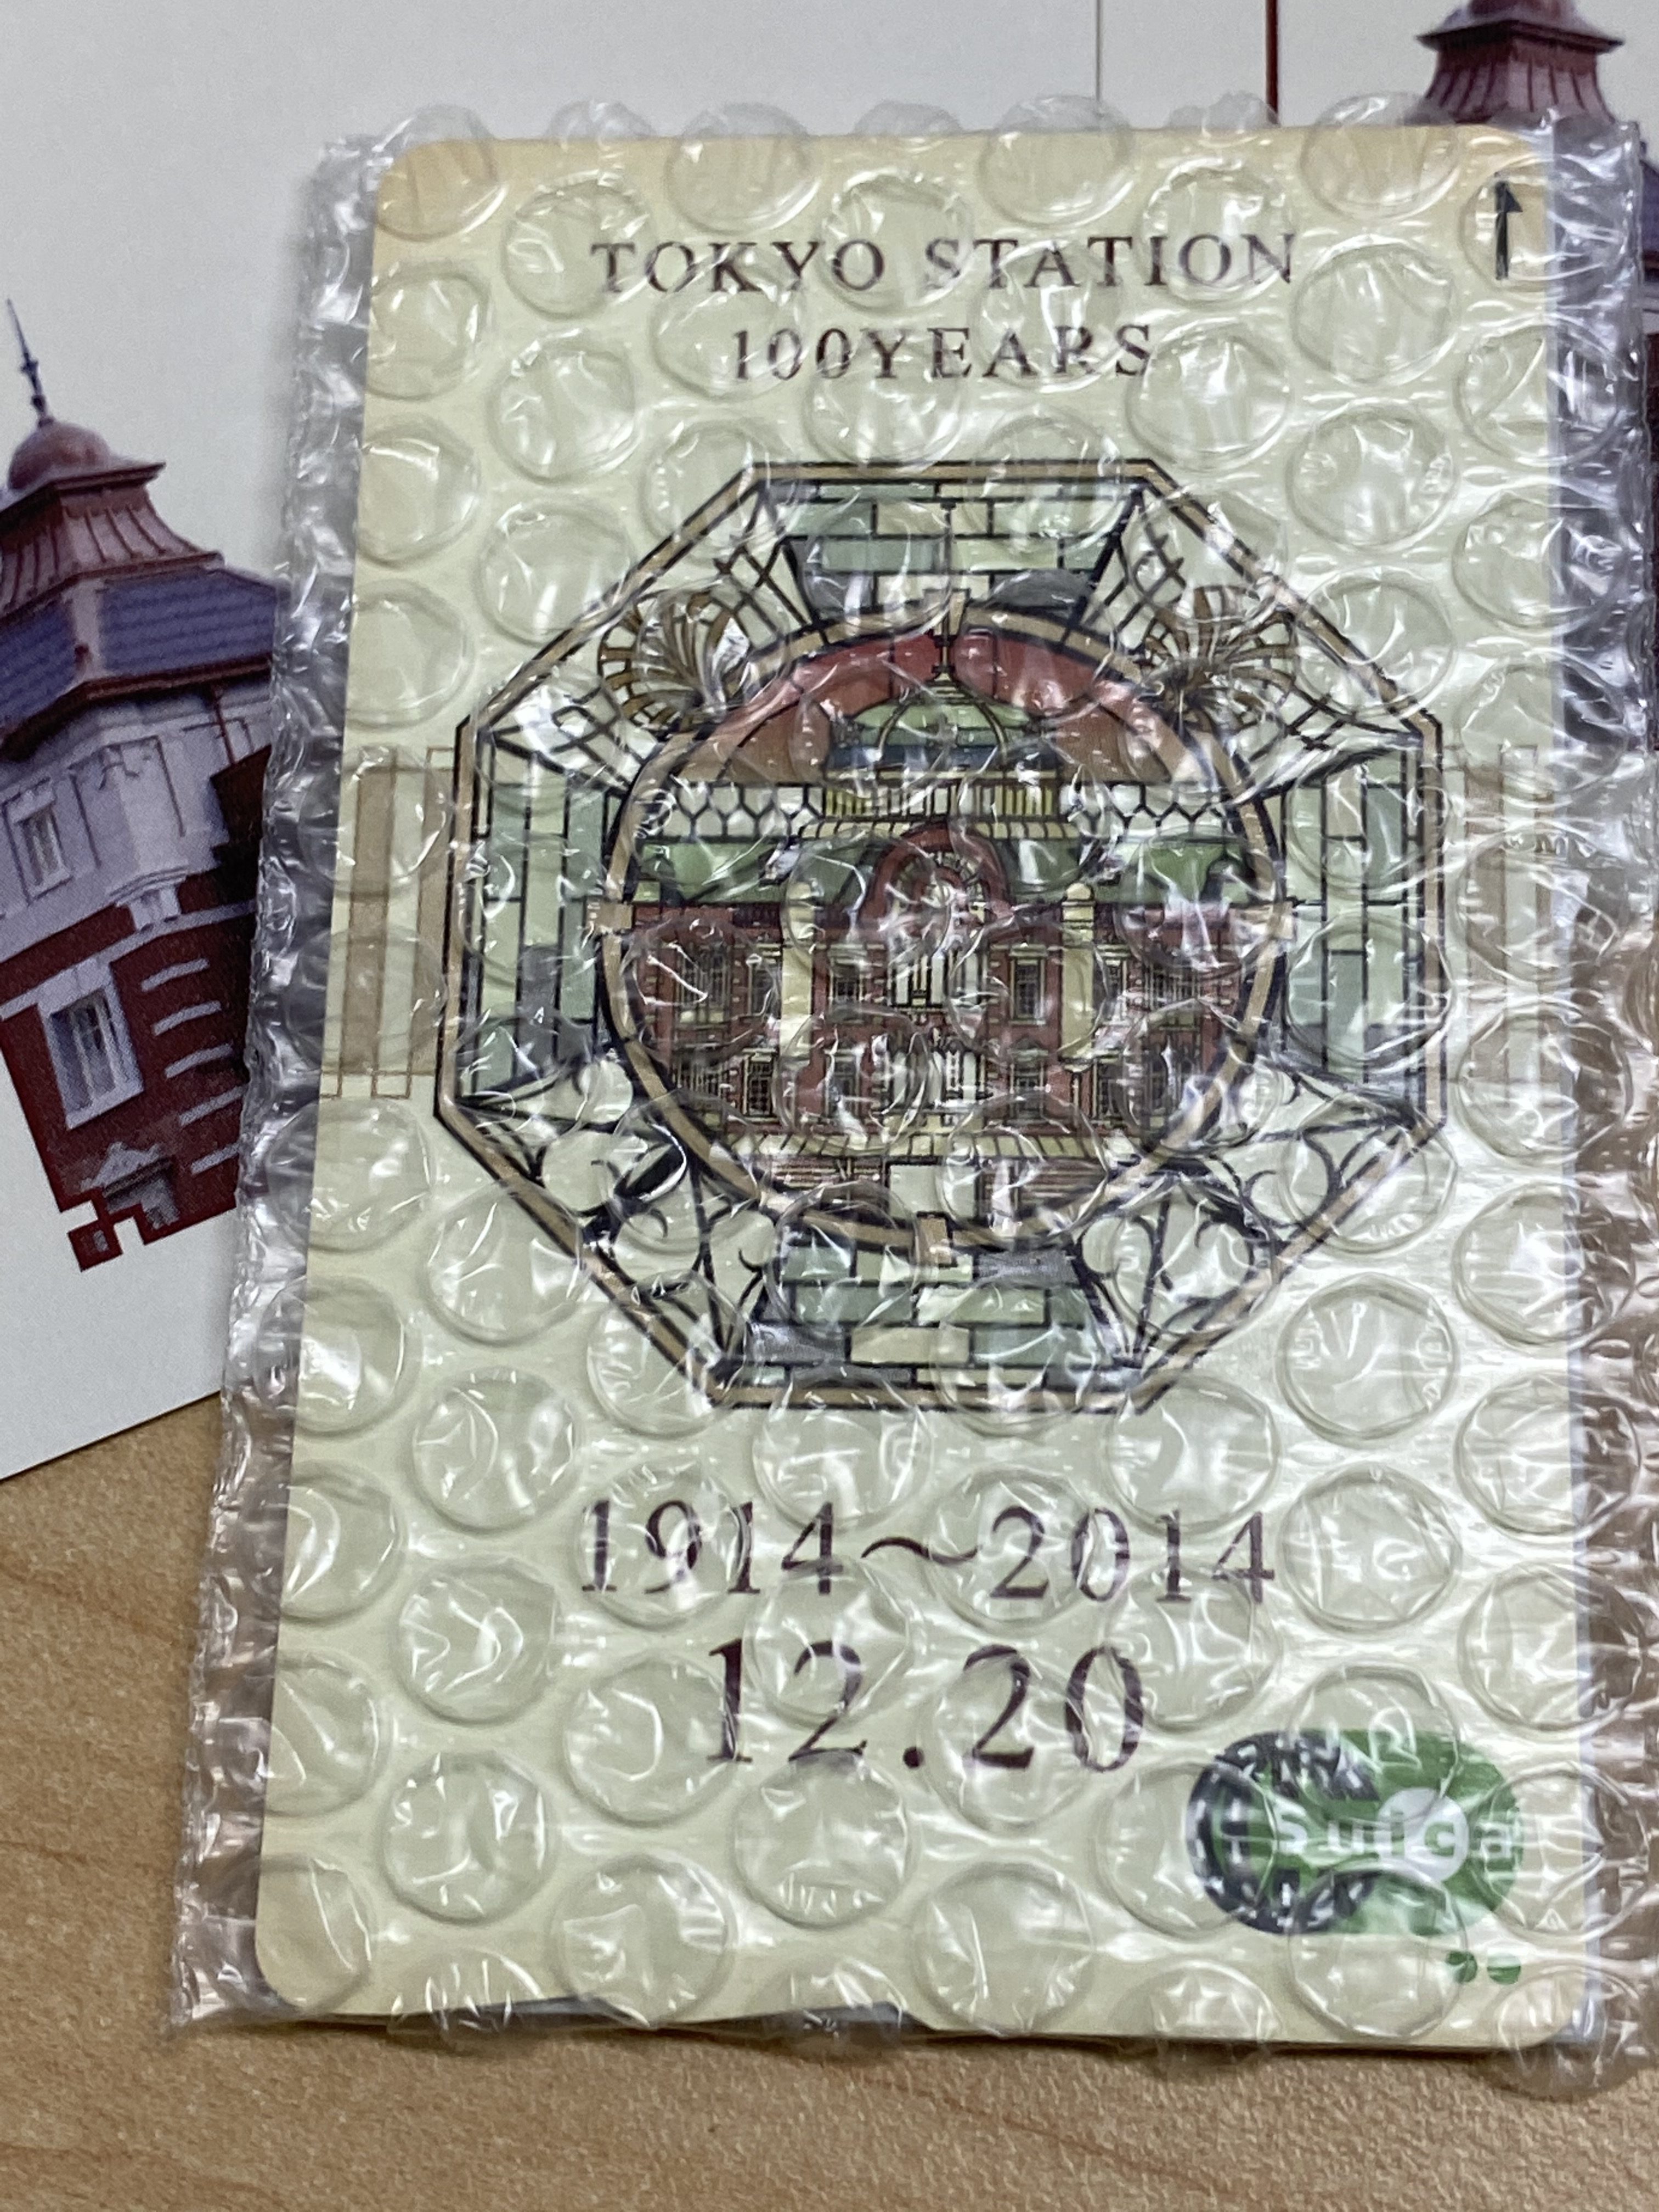 TOKYO STATION
100YEARS
1914〜2014
12.20
Suica